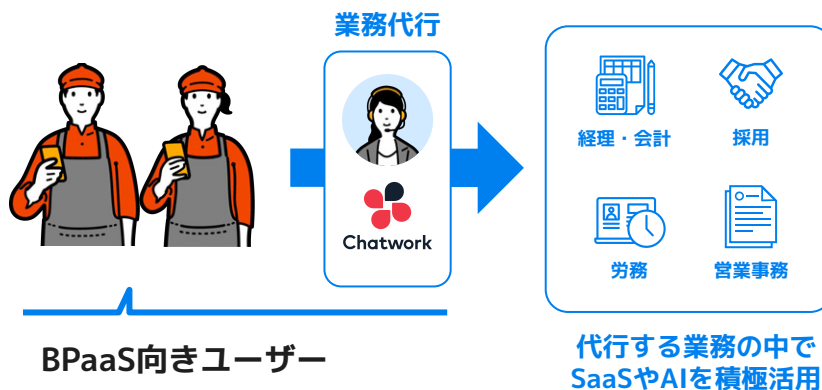 業務代行
Chatwork
経理・会計
採用
労務
営業事務
BPaaS向きユーザー
代行する業務の中で
SaaSやAIを積極活用